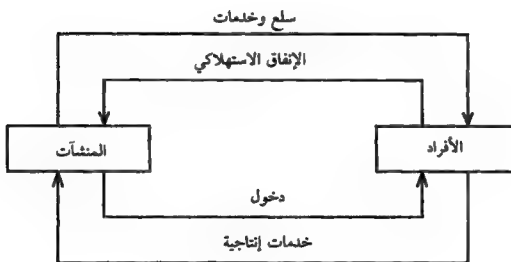 سلع وخدمات
الإنفاق الاستهلاكي
الأفراد
المنشآت
دخول
خدمات إنتاجية